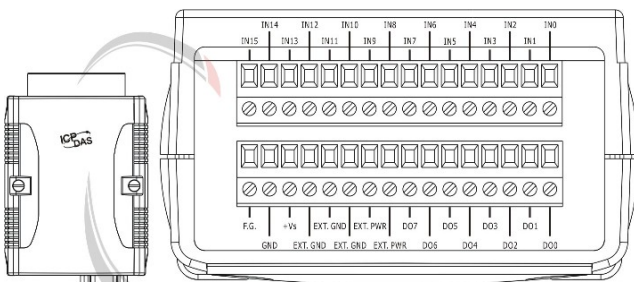 IN14 IN12 IN10 IN8 IN6 IN4 IN2 IN0
IN15 IN13 IN11 IN9 IN7 IN5 IN3 IN1
ICP DAS
F.G. +Vs EXT. GND EXT. PWR DO7 DO5 DO3 DO1
GND EXT. GND EXT. GND EXT. PWR DO6 DO4 DO2 DO0